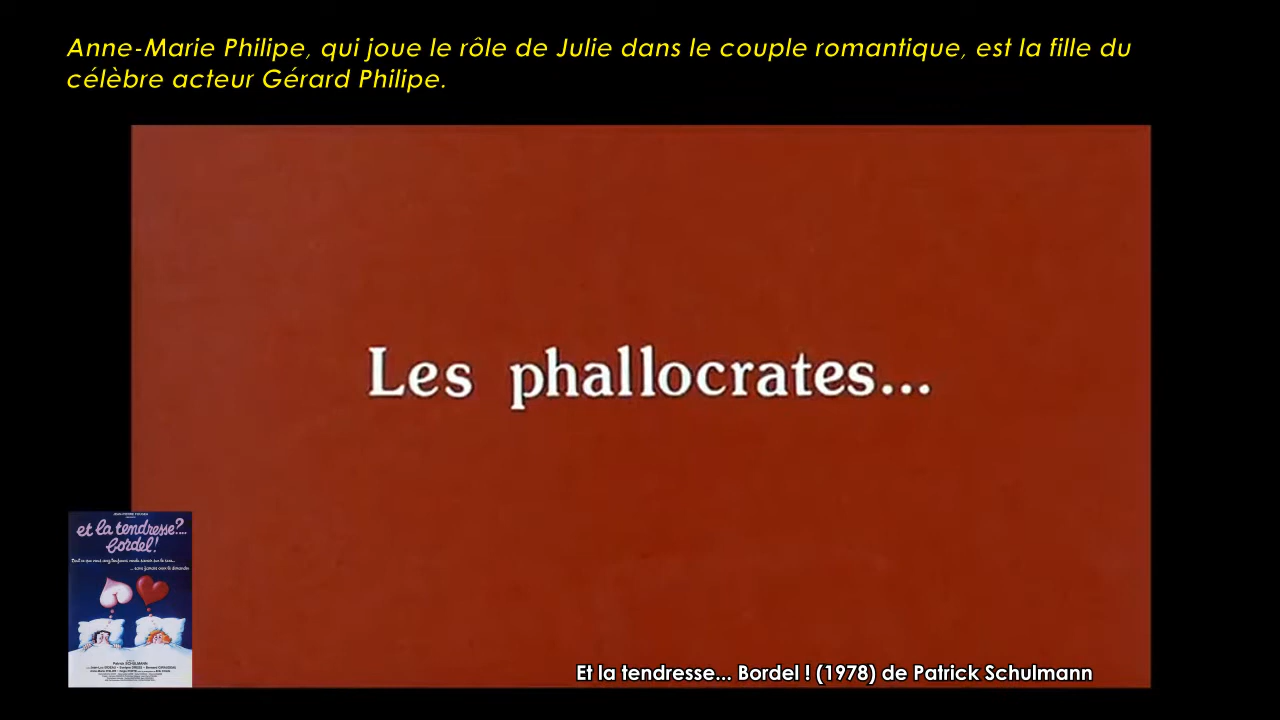 Anne-Marie Philipe, qui joue le rôle de Julie dans le couple romantique, est la fille du
célèbre acteur Gérard Philipe.
Les phallocrates...
et la tendresse?...
bordel!
Et la tendresse... Bordel ! (1978) de Patrick Schulmann